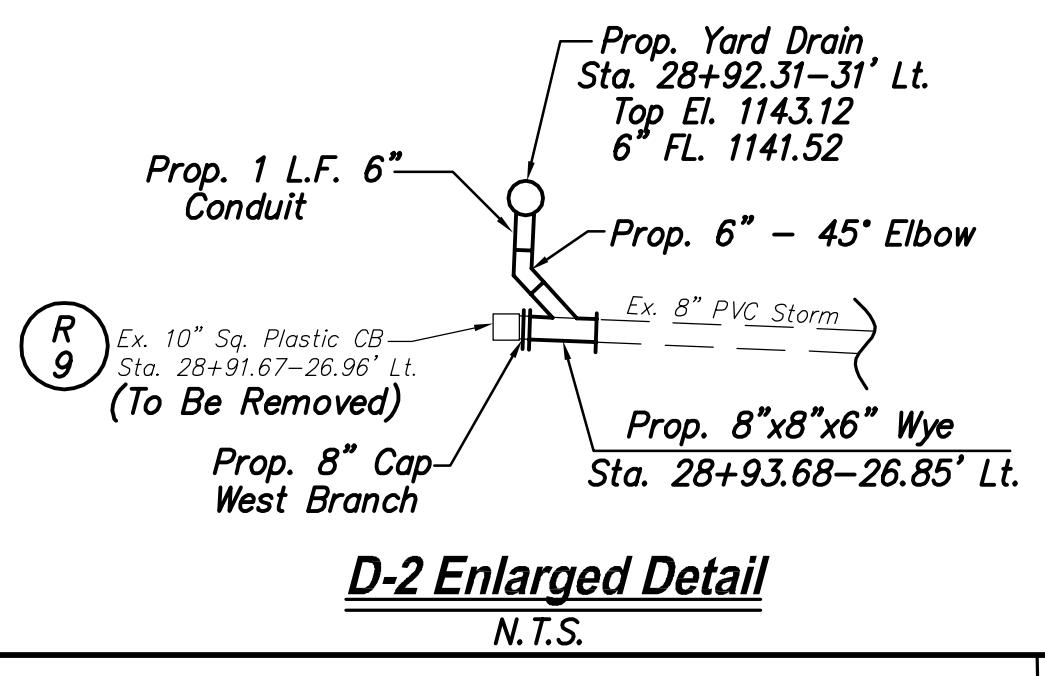 Prop. Yard Drain
Sta. 28+92.31-31' Lt.
Top El. 1143.12
6" FL. 1141.52
Prop. 1 L.F. 6"
Conduit
Prop. 6" - 45° Elbow
Ex. 8" PVC Storm
R
9
Ex. 10" Sq. Plastic CB
Sta. 28+91.67-26.96' Lt.
(To Be Removed)
Prop. 8" Cap
West Branch
Prop. 8"x8"x6" Wye
Sta. 28+93.68-26.85' Lt.
D-2 Enlarged Detail
N.T.S.